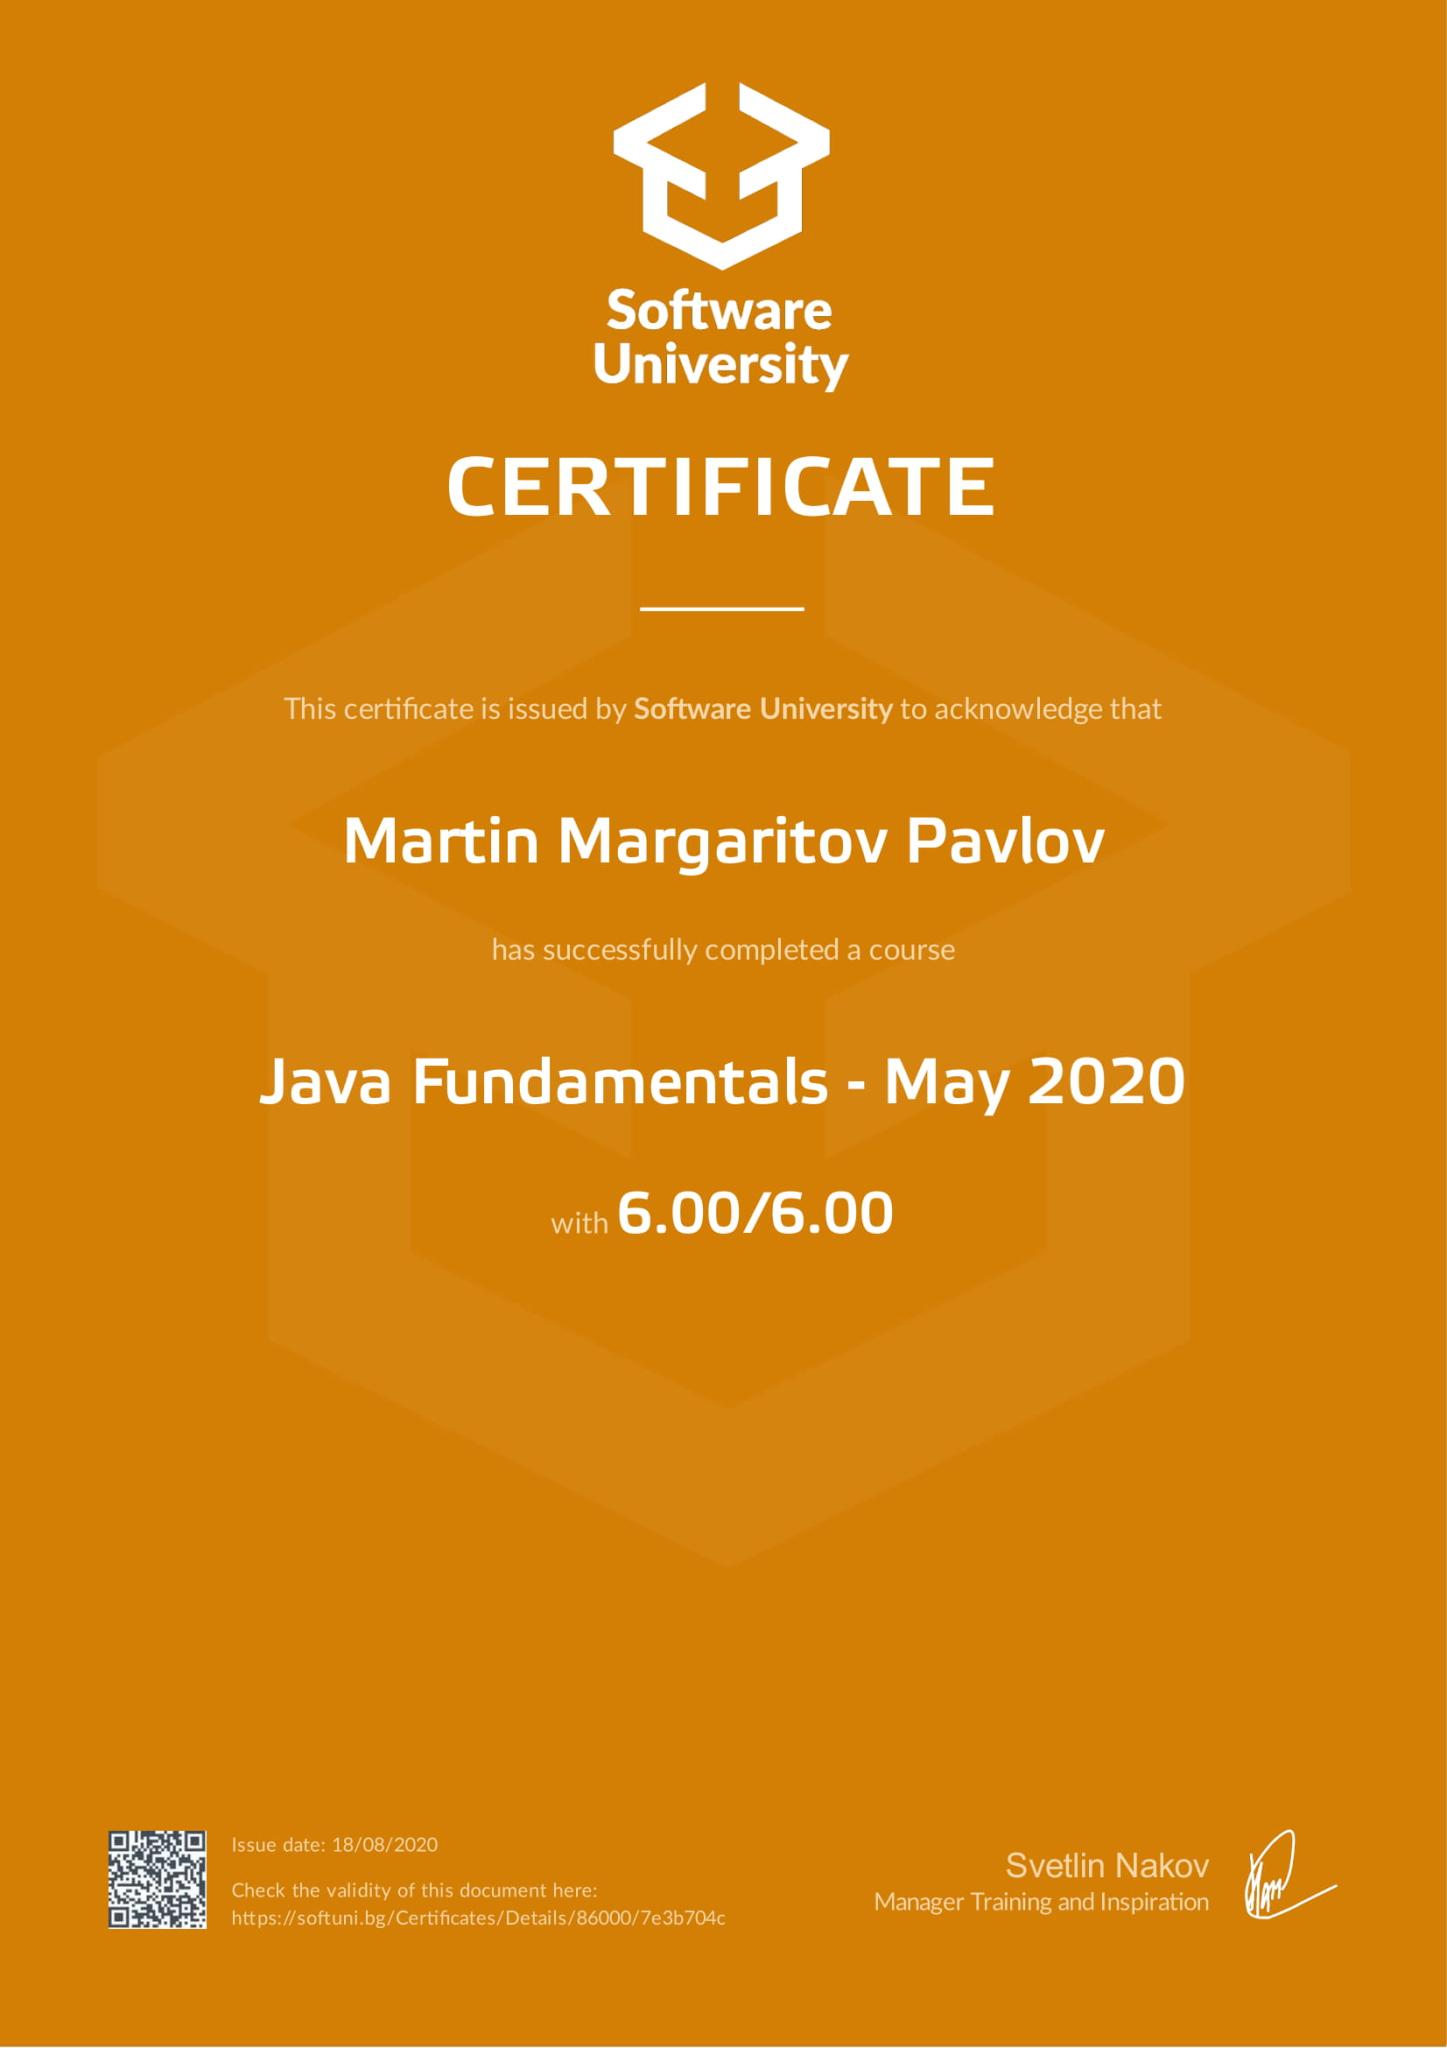 Software
University
CERTIFICATE
This certificate is issued by Software University to acknowledge that
Martin Margaritov Pavlov
has successfully completed a course
Java Fundamentals - May 2020
with 6.00/6.00
Issue date: 18/08/2020
Check the validity of this document here:
https://softuni.bg/Certificates/Details/86000/7e3b704c
Svetlin Nakov
Manager Training and Inspiration